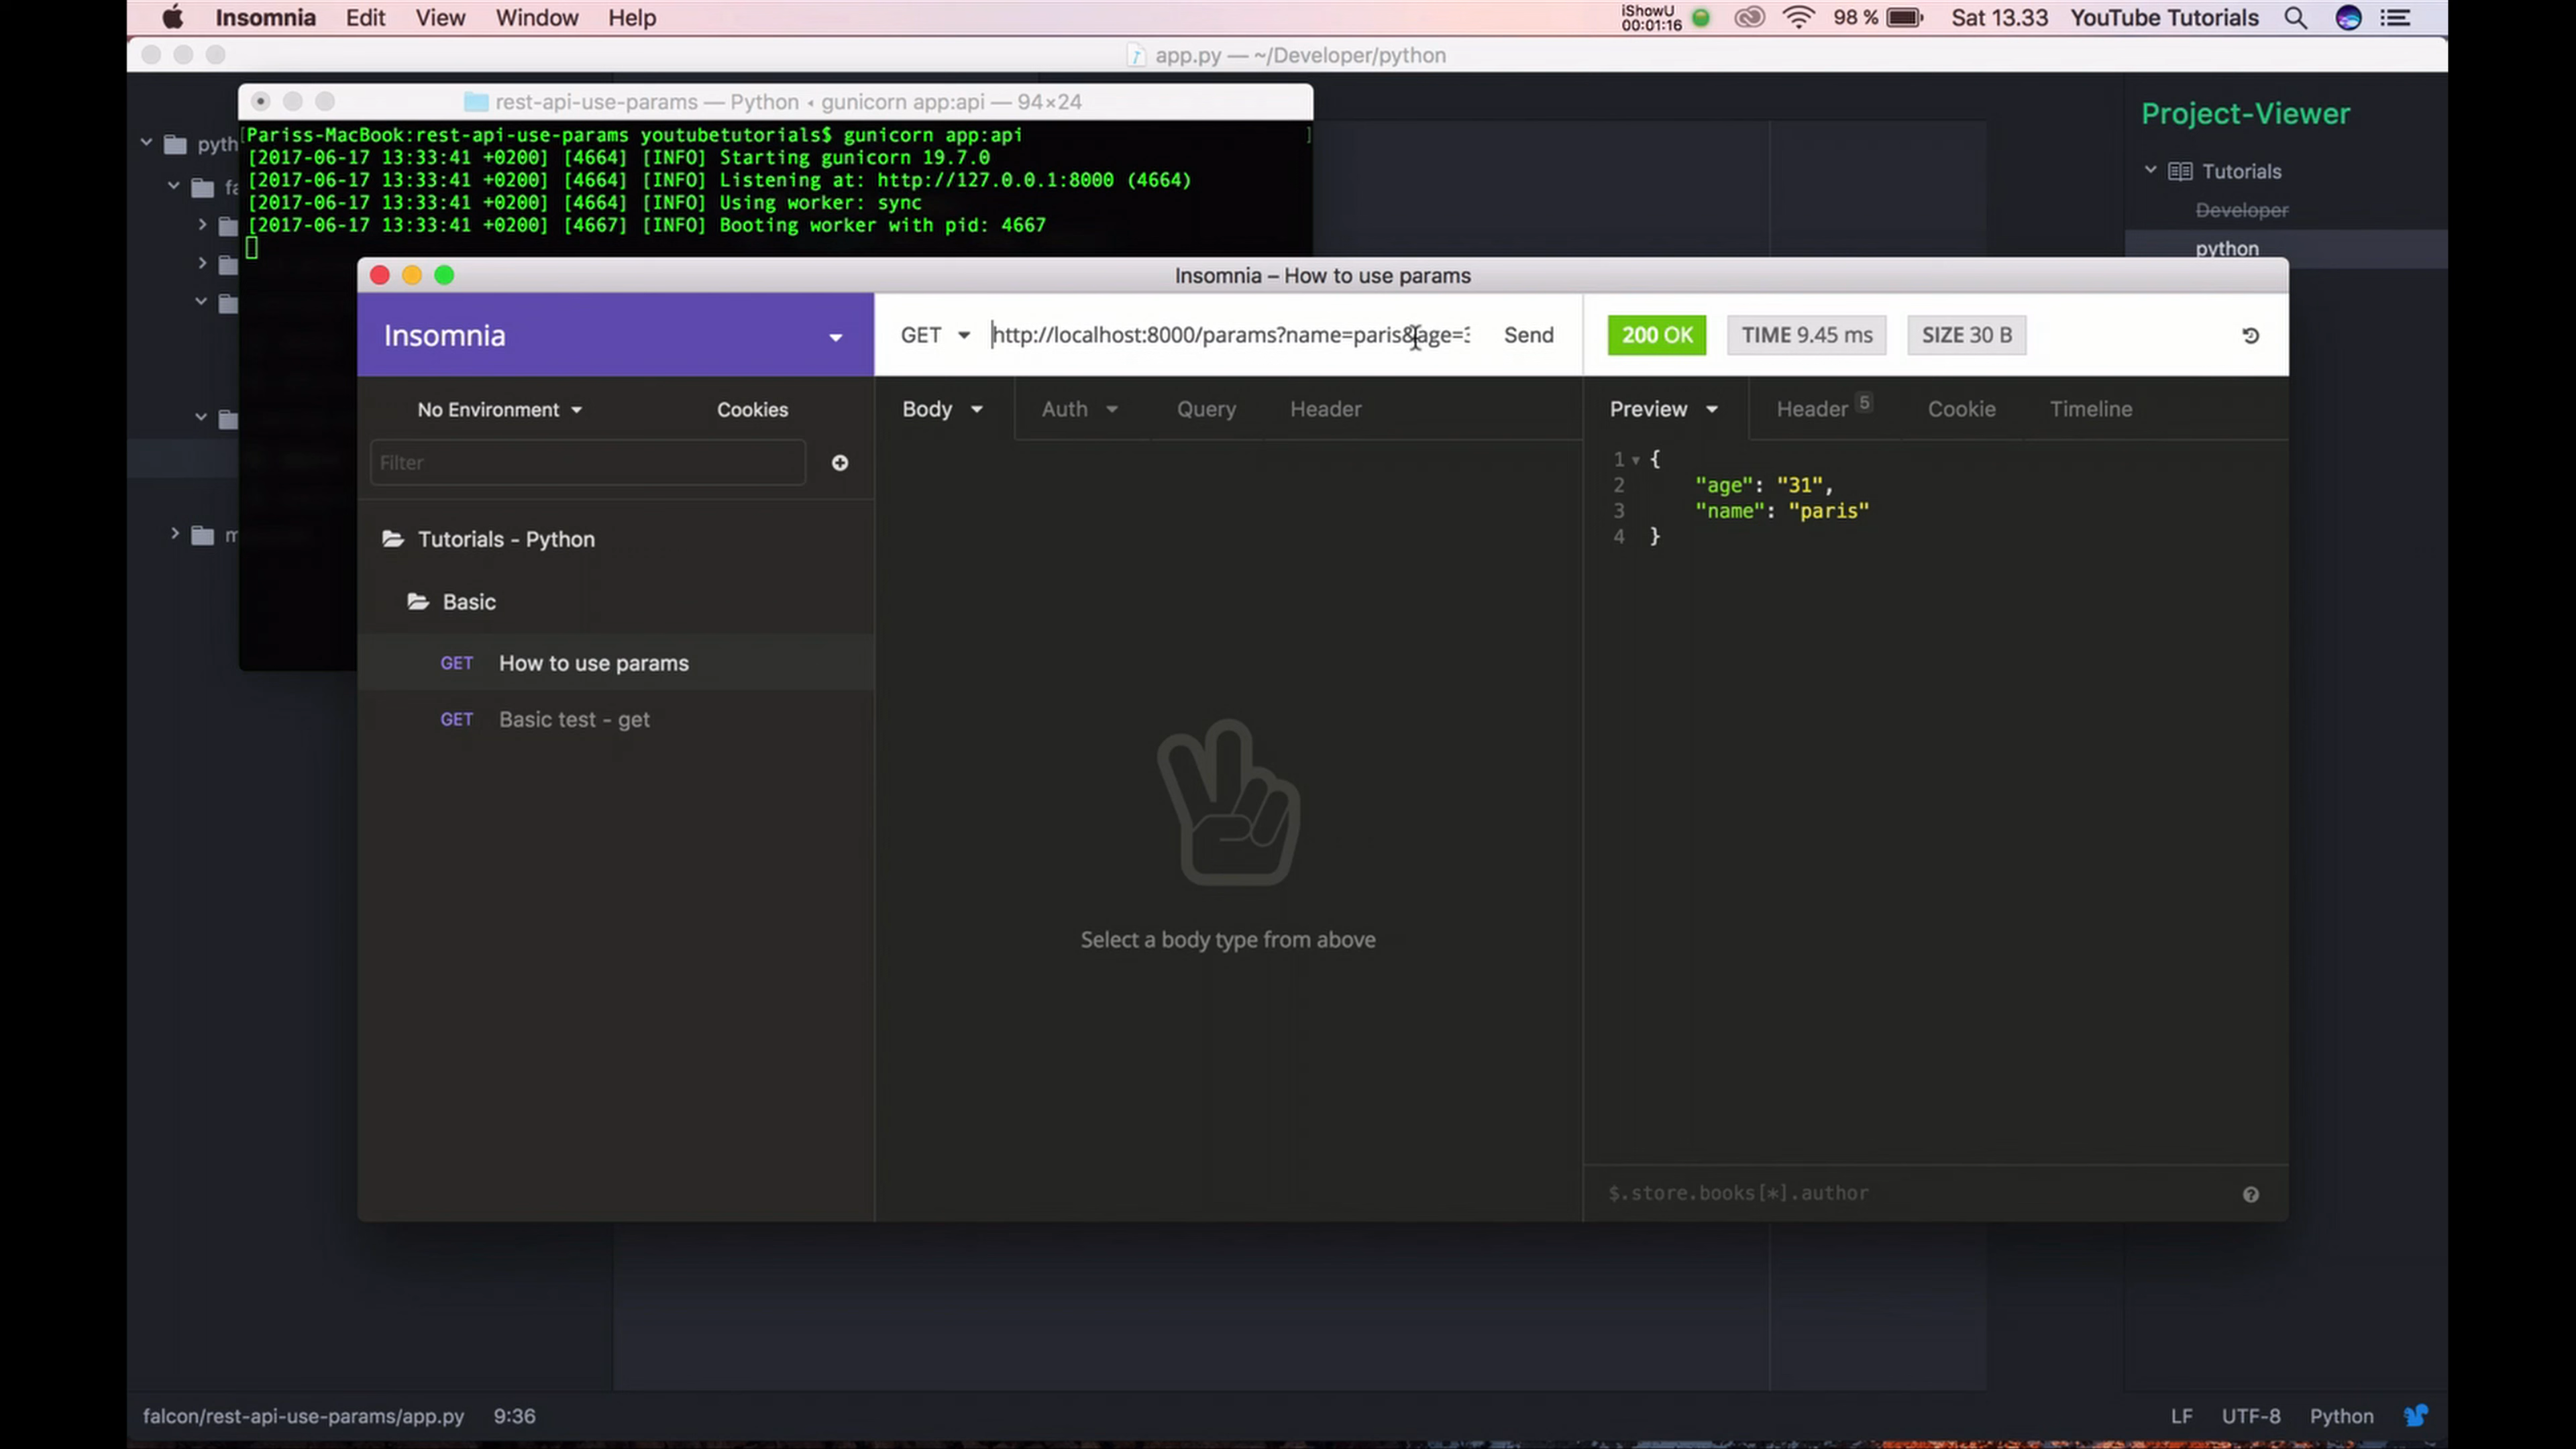 Insomnia Edit View Window Help
iShowU
00:01:16
98 % Sat 13.33 YouTube Tutorials
app.py — ~/Developer/python
rest-api-use-params — Python ◂ gunicorn app:api — 94×24
Pariss-MacBook:rest-api-use-params youtubetutorials$ gunicorn app:api
[2017-06-17 13:33:41 +0200] [4664] [INFO] Starting gunicorn 19.7.0
[2017-06-17 13:33:41 +0200] [4664] [INFO] Listening at: http://127.0.0.1:8000 (4664)
[2017-06-17 13:33:41 +0200] [4664] [INFO] Using worker: sync
[2017-06-17 13:33:41 +0200] [4667] [INFO] Booting worker with pid: 4667
Project-Viewer
Tutorials
Developer
python
Insomnia – How to use params
Insomnia
GET http://localhost:8000/params?name=paris&age= Send
200 OK TIME 9.45 ms SIZE 30 B
No Environment Cookies
Filter
Body Auth Query Header
Preview Header 5 Cookie Timeline
1 {
2 "age": "31",
3 "name": "paris"
4 }
Tutorials - Python
Basic
GET How to use params
GET Basic test - get
Select a body type from above
$.store.books[*].author
falcon/rest-api-use-params/app.py 9:36
LF UTF-8 Python